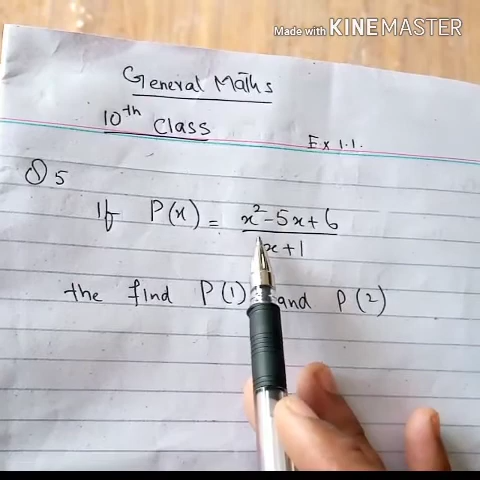 Made with KINEMASTER
General Maths
10th Class
Ex 1.1.
Q 5
If P(x) = x²-5x+6
x+1
the find P(1) and P(2)